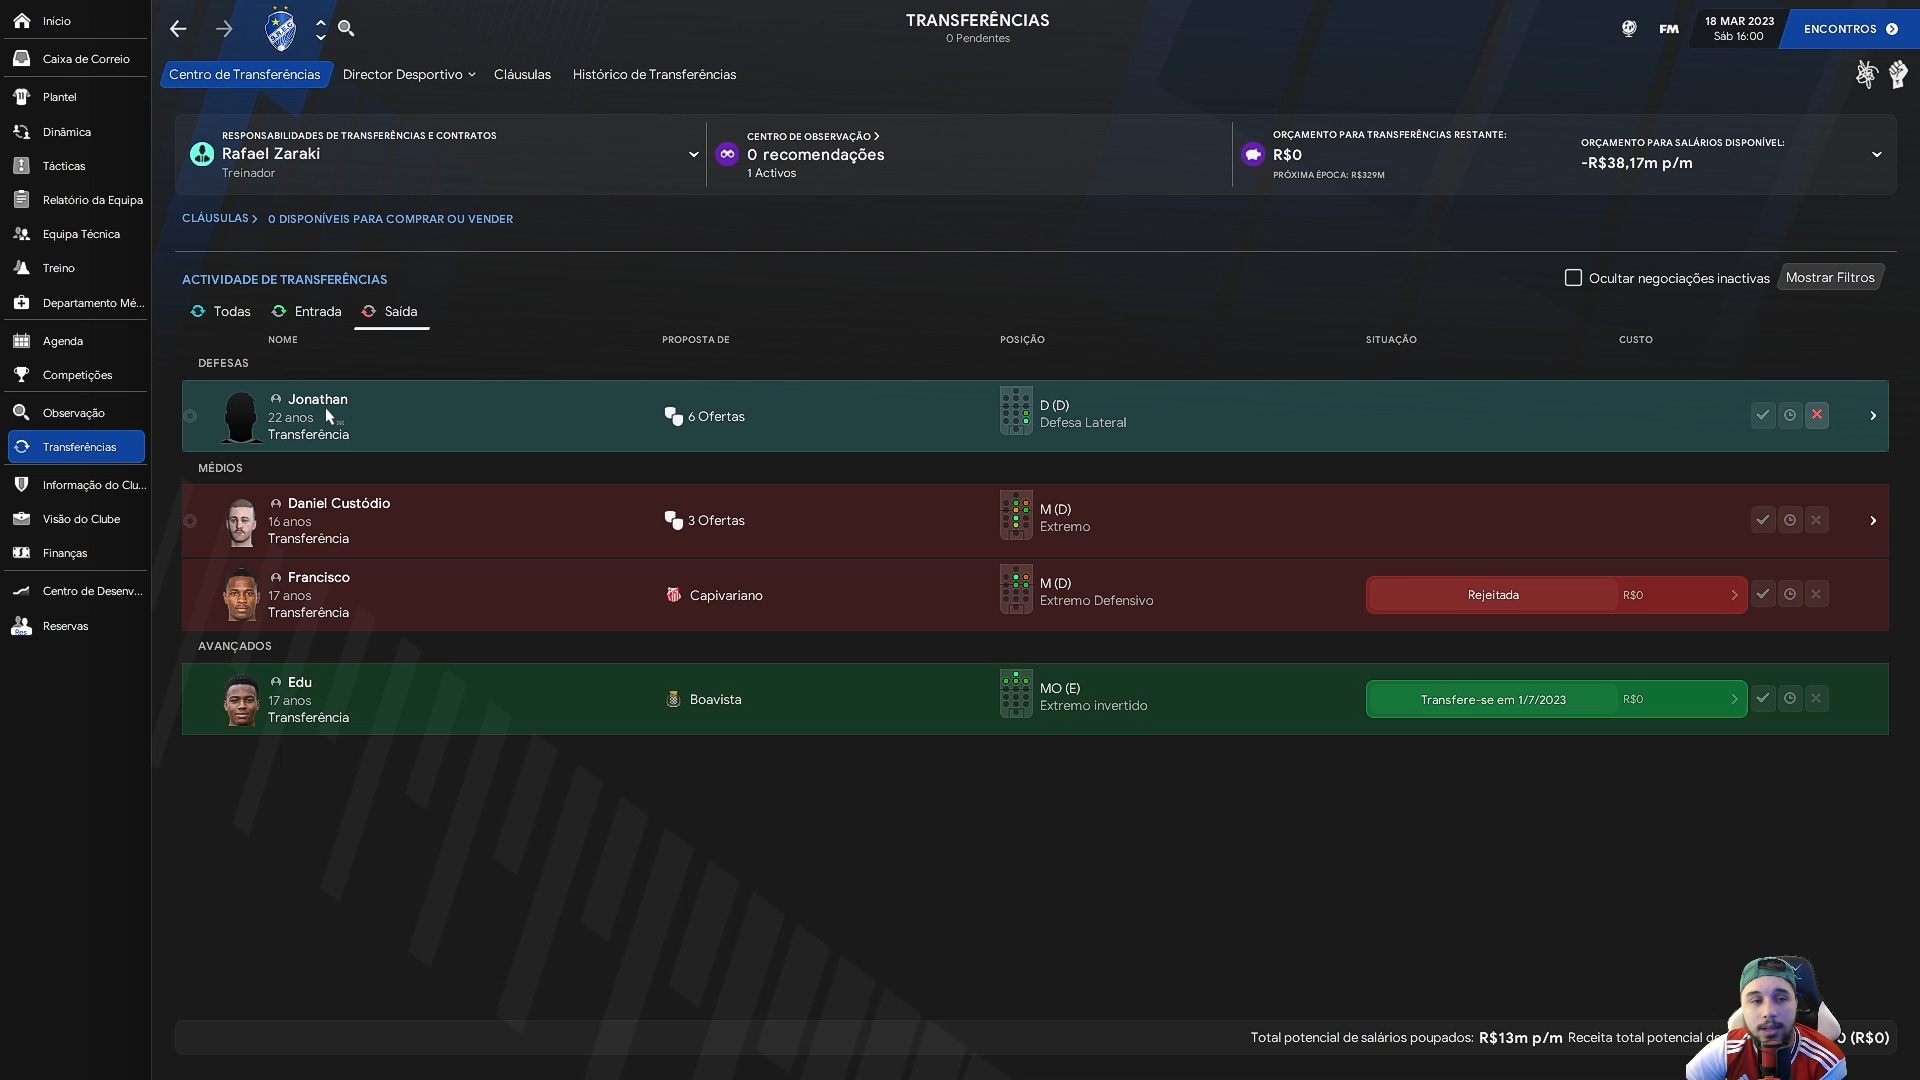 Início
Caixa de Correio
Plantel
Dinâmica
Tácticas
Relatório da Equipa
Equipa Técnica
Treino
Departamento Mé...
Agenda
Competições
Observação
Transferências
Informação do Clu...
Visão do Clube
Finanças
Centro de Desenv...
Res
Reservas
TRANSFERÊNCIAS
0 Pendentes
FM
18 MAR 2023
Sáb 16:00
ENCONTROS
Centro de Transferências
Director Desportivo
Cláusulas
Histórico de Transferências
RESPONSABILIDADES DE TRANSFERÊNCIAS E CONTRATOS
Rafael Zaraki
Treinador
CENTRO DE OBSERVAÇÃO >
0 recomendações
1 Activos
ORÇAMENTO PARA TRANSFERÊNCIAS RESTANTE:
R$0
PRÓXIMA ÉPOCA: R$329M
ORÇAMENTO PARA SALÁRIOS DISPONÍVEL:
-R$38,17m p/m
CLÁUSULAS > 0 DISPONÍVEIS PARA COMPRAR OU VENDER
ACTIVIDADE DE TRANSFERÊNCIAS
Ocultar negociações inactivas
Mostrar Filtros
Todas
Entrada
Saída
NOME
PROPOSTA DE
POSIÇÃO
SITUAÇÃO
CUSTO
DEFESAS
Jonathan
22 anos
Transferência
6 Ofertas
D (D)
Defesa Lateral
MÉDIOS
Daniel Custódio
16 anos
Transferência
3 Ofertas
M (D)
Extremo
Francisco
17 anos
Transferência
Capivariano
M (D)
Extremo Defensivo
Rejeitada
R$0
AVANÇADOS
Edu
17 anos
Transferência
Boavista
MO (E)
Extremo invertido
Transfere-se em 1/7/2023
R$0
Total potencial de salários poupados: R$13m p/m Receita total potencial (R$0)